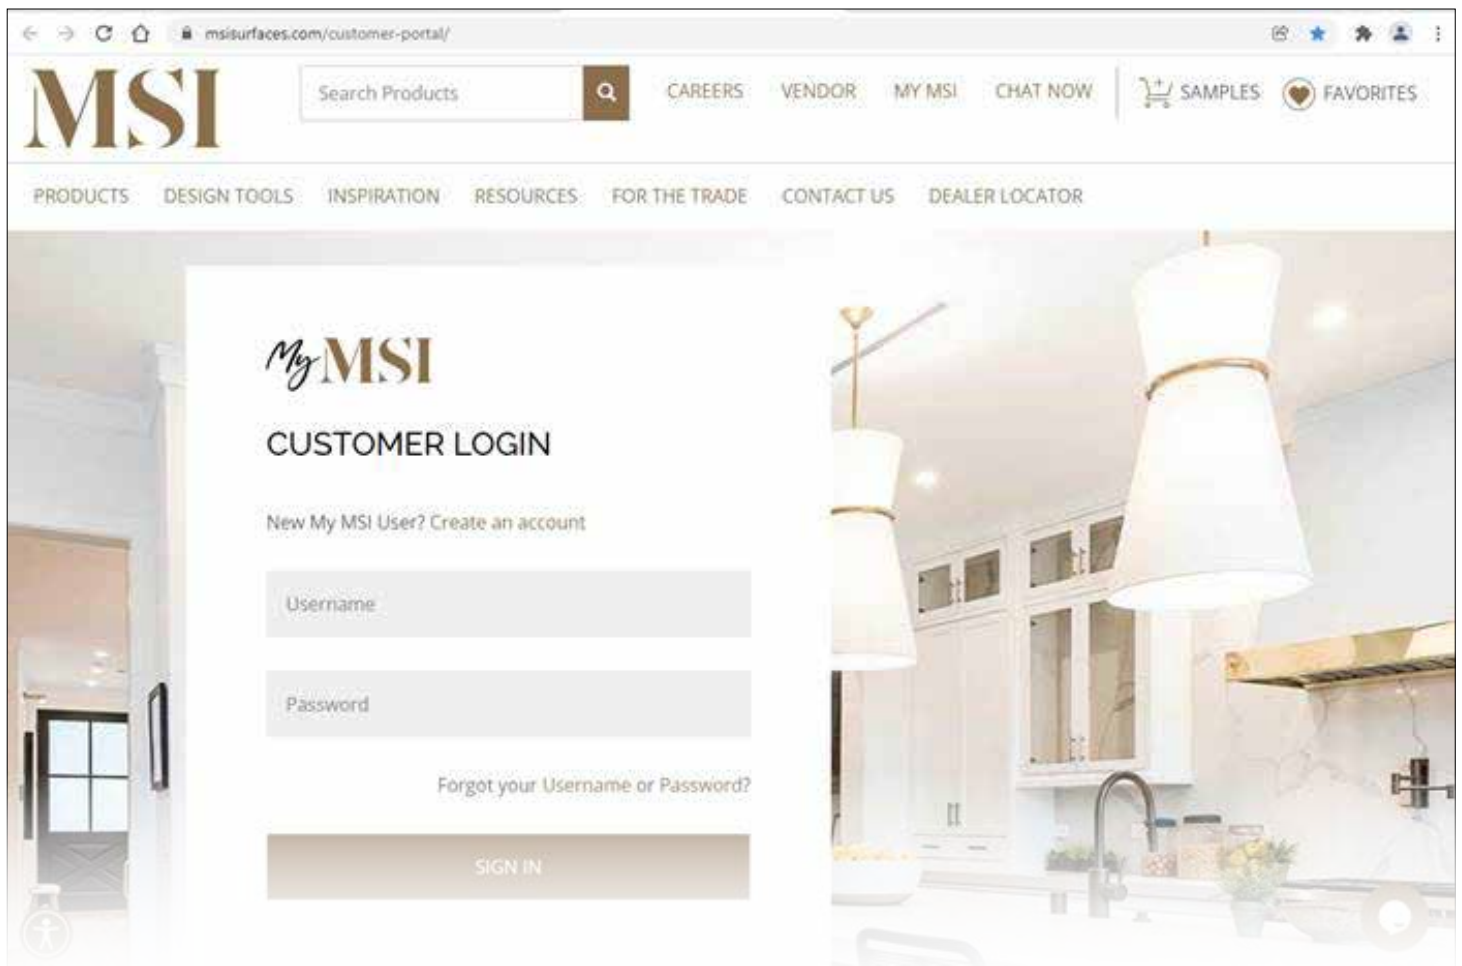 msisurfaces.com/customer-portal/
MSI
Search Products
CAREERS
VENDOR
MY MSI
CHAT NOW
SAMPLES
FAVORITES
PRODUCTS
DESIGN TOOLS
INSPIRATION
RESOURCES
FOR THE TRADE
CONTACT US
DEALER LOCATOR
My MSI
CUSTOMER LOGIN
New My MSI User? Create an account
Username
Password
Forgot your Username or Password?
SIGN IN